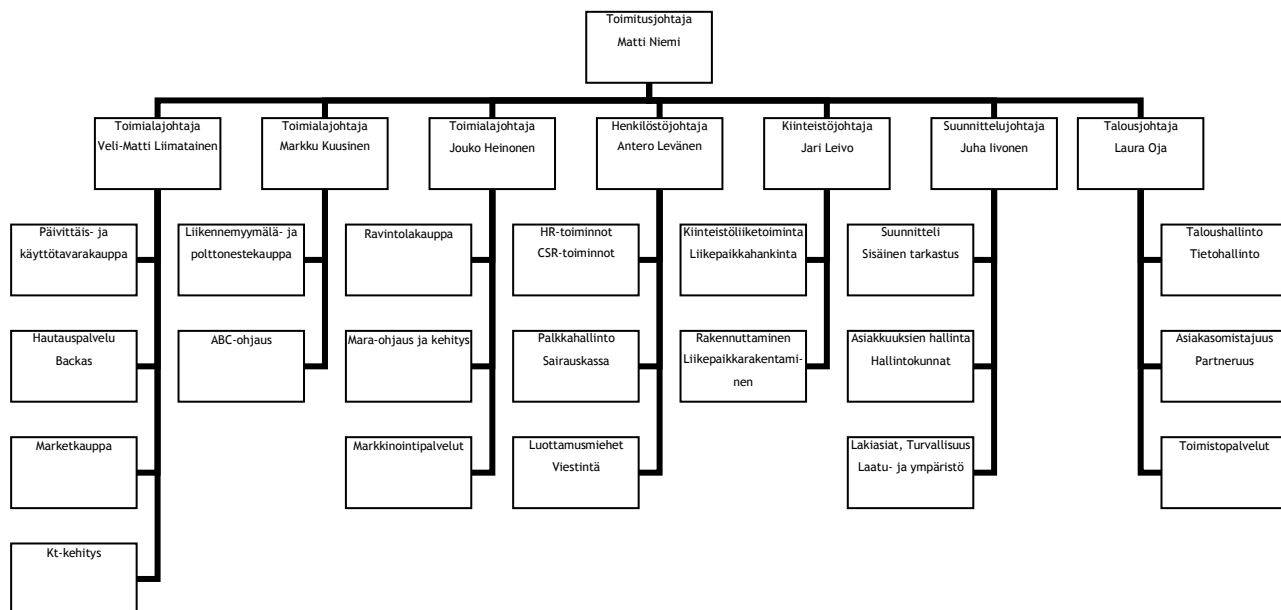 Toimitusjohtaja
Matti Niemi
Toimialajohtaja
Veli-Matti Liimatainen
Toimialajohtaja
Markku Kuusinen
Toimialajohtaja
Jouko Heinonen
Henkilöstöjohtaja
Antero Levänen
Kiinteistöjohtaja
Jari Leivo
Suunnittelujohtaja
Juha Iivonen
Talousjohtaja
Laura Oja
Päivittäis- ja
käyttötavarakauppa
Liikennemyymälä- ja
polttonestekauppa
Ravintolakauppa
HR-toiminnot
CSR-toiminnot
Kiinteistöliiketoiminta
Liikepaikkahankinta
Suunnitteli
Sisäinen tarkastus
Taloushallinto
Tietohallinto
Hautauspalvelu
Backas
ABC-ohjaus
Mara-ohjaus ja kehitys
Palkkahallinto
Sairauskassa
Rakennuttaminen
Liikepaikkarakentami-
nen
Asiakkuuksien hallinta
Hallintokunnat
Asiakasomistajuus
Partneruus
Marketkauppa
Markkinointipalvelut
Luottamusmiehet
Viestintä
Lakiasiat, Turvallisuus
Laatu- ja ympäristö
Toimistopalvelut
Kt-kehitys